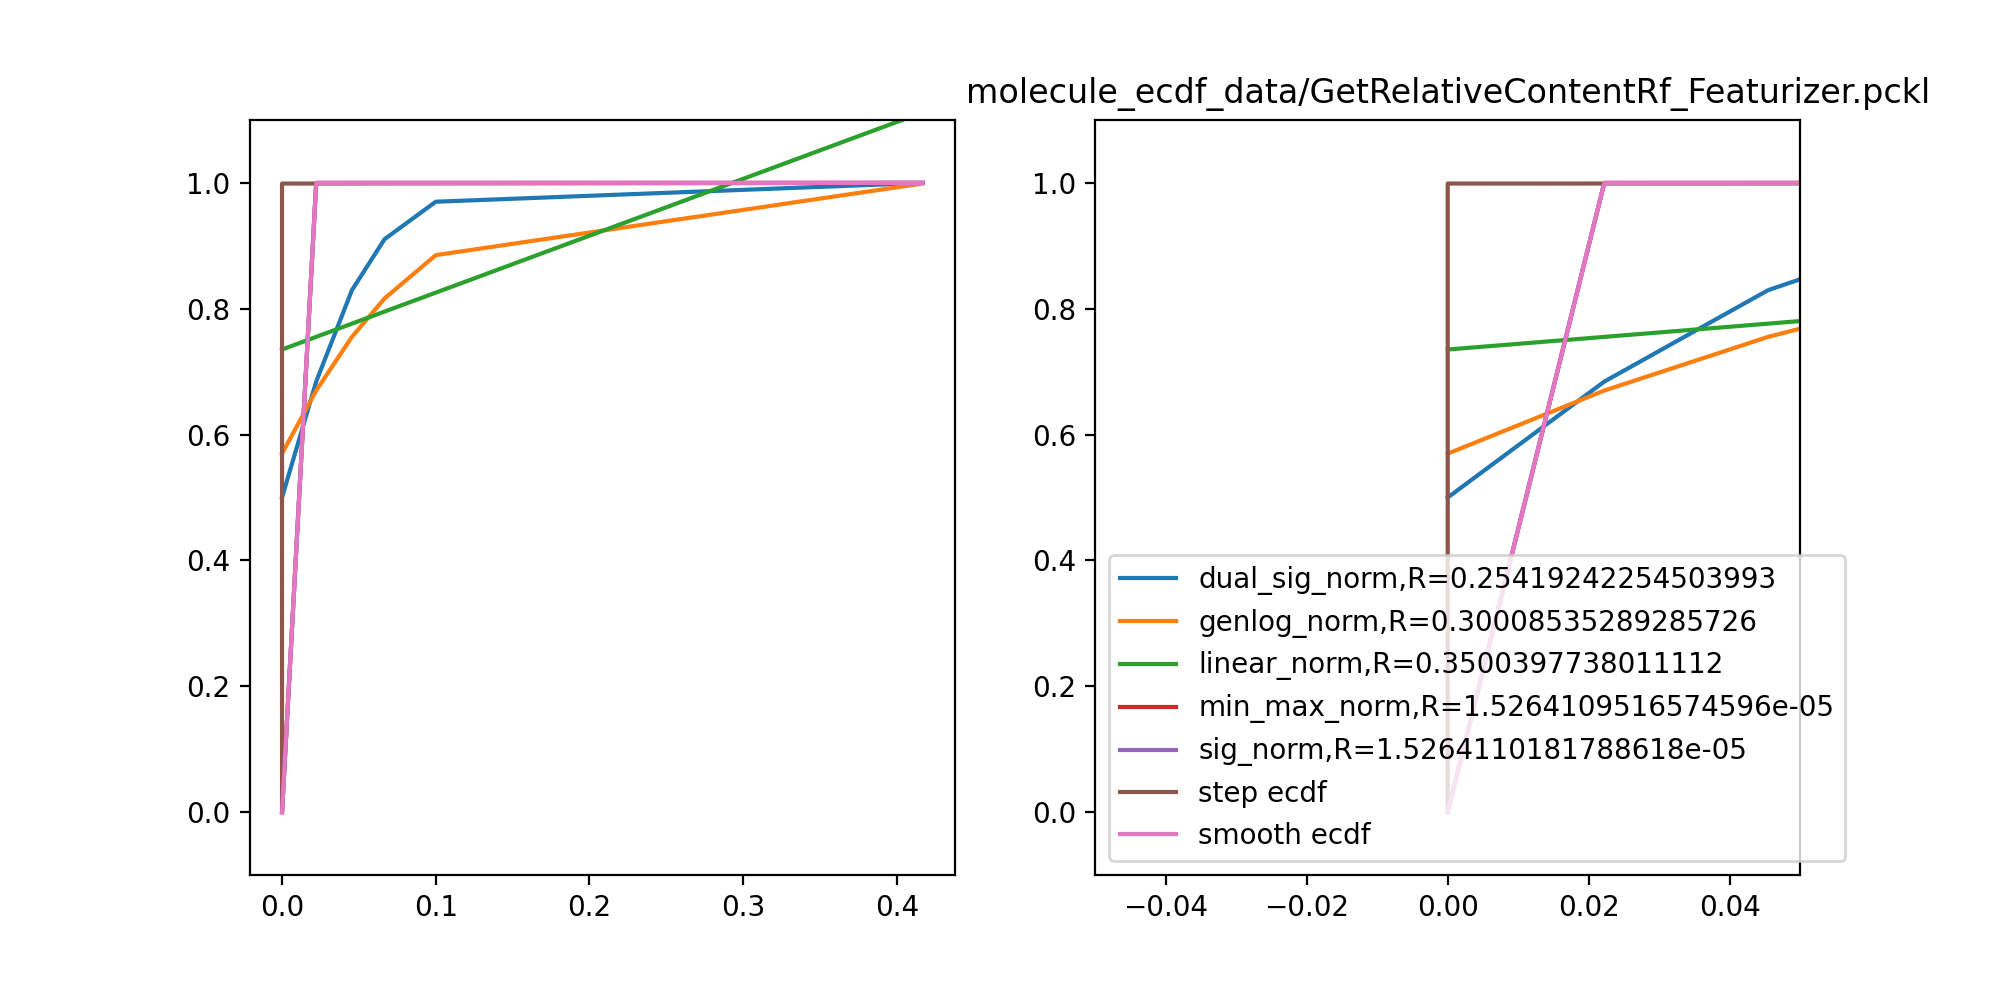 molecule_ecdf_data/GetRelativeContentRf_Featurizer.pckl
1.0
0.8
0.6
0.4
0.2
0.0
0.0 0.1 0.2 0.3 0.4
1.0
0.8
0.6
0.4
0.2
0.0
−0.04 −0.02 0.00 0.02 0.04
dual_sig_norm,R=0.25419242254503993
genlog_norm,R=0.30008535289285726
linear_norm,R=0.3500397738011112
min_max_norm,R=1.5264109516574596e-05
sig_norm,R=1.5264110181788618e-05
step ecdf
smooth ecdf